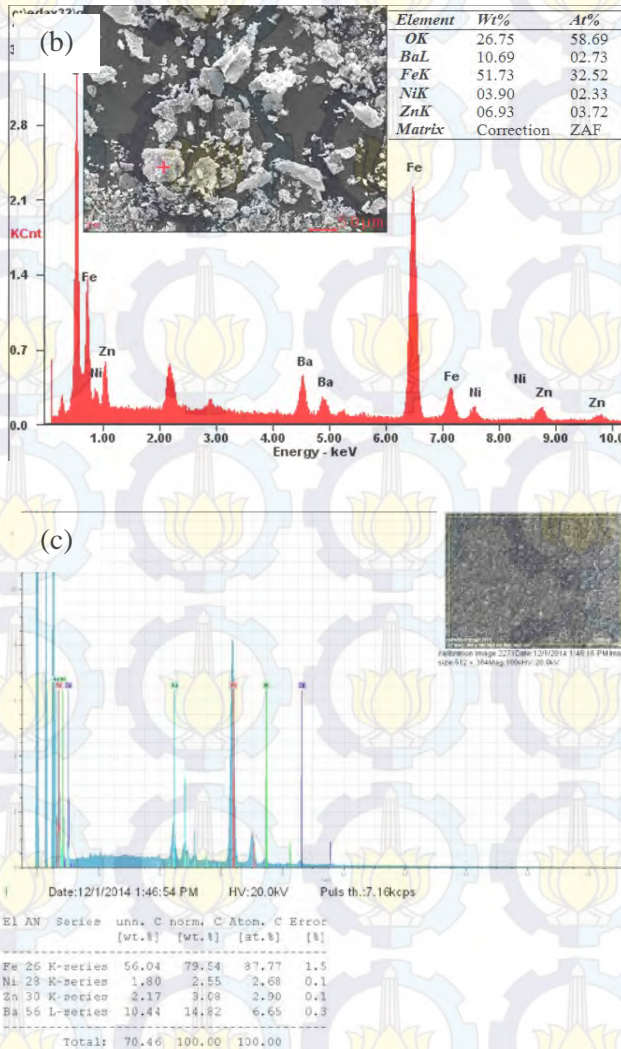 (b)
Element Wt% At%
OK 26.75 58.69
BaL 10.69 02.73
FeK 51.73 32.52
NiK 03.90 02.33
ZnK 06.93 03.72
Matrix Correction ZAF
2.8
2.1
KCnt
1.4
0.7
0.0
Fe
Ni
Zn
Ba
Ba
Fe
Fe
Ni
Ni
Zn
Zn
1.00 2.00 3.00 4.00 5.00 6.00 7.00 8.00 9.00 10.0
Energy - keV
(c)
Date:12/1/2014 1:46:54 PM HV:20.0kV Puls th.:7.16kcps
El AN Series unn. C norm. C Atom. C Error
[wt.%] [wt.%] [at.%] [%]
Fe 26 K-series 56.04 79.54 87.77 1.5
Ni 28 K-series 1.80 2.55 2.68 0.1
Zn 30 K-series 2.17 3.08 2.90 0.1
Ba 56 L-series 10.44 14.82 6.65 0.3
Total: 70.46 100.00 100.00